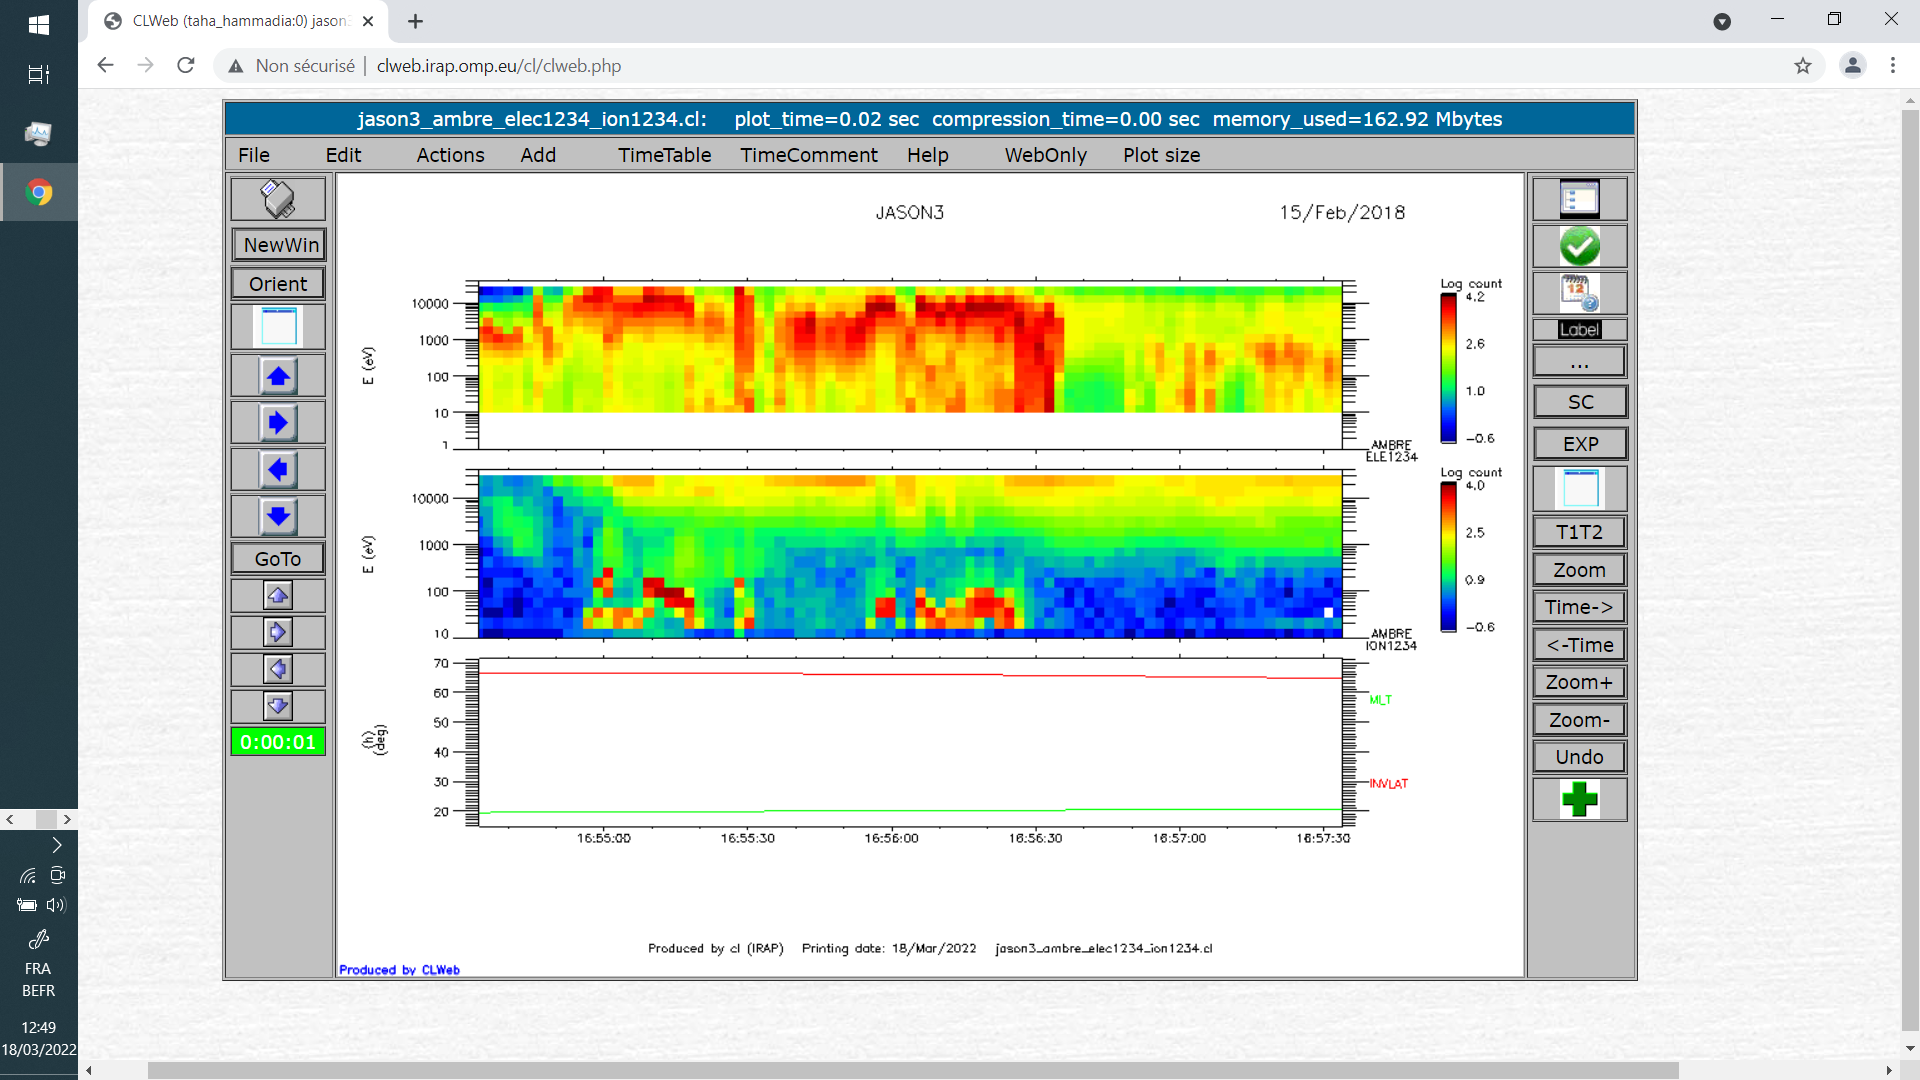 CLWeb (taha_hammadia:0) jason3
Non sécurisé | clweb.irap.omp.eu/cl/clweb.php
jason3_ambre_elec1234_ion1234.cl: plot_time=0.02 sec compression_time=0.00 sec memory_used=162.92 Mbytes
File Edit Actions Add TimeTable TimeComment Help WebOnly Plot size
NewWin
Orient
GoTo
0:00:01
JASON3 15/Feb/2018
10000
1000
100
10
1
E (eV)
Log count
4.2
2.6
1.0
-0.6
AMBRE
ELE1234
10000
1000
100
10
E (eV)
Log count
4.0
2.5
0.9
-0.6
AMBRE
ION1234
70
60
50
40
30
20
(h)
(deg)
MLT
INVLAT
16:55:00 16:55:30 16:56:00 16:56:30 16:57:00 16:57:30
Produced by cl (IRAP) Printing date: 18/Mar/2022 jason3_ambre_elec1234_ion1234.cl
Produced by CLWeb
12
Label
...
SC
EXP
T1T2
Zoom
Time->
<-Time
Zoom+
Zoom-
Undo
FRA
BEFR
12:49
18/03/2022